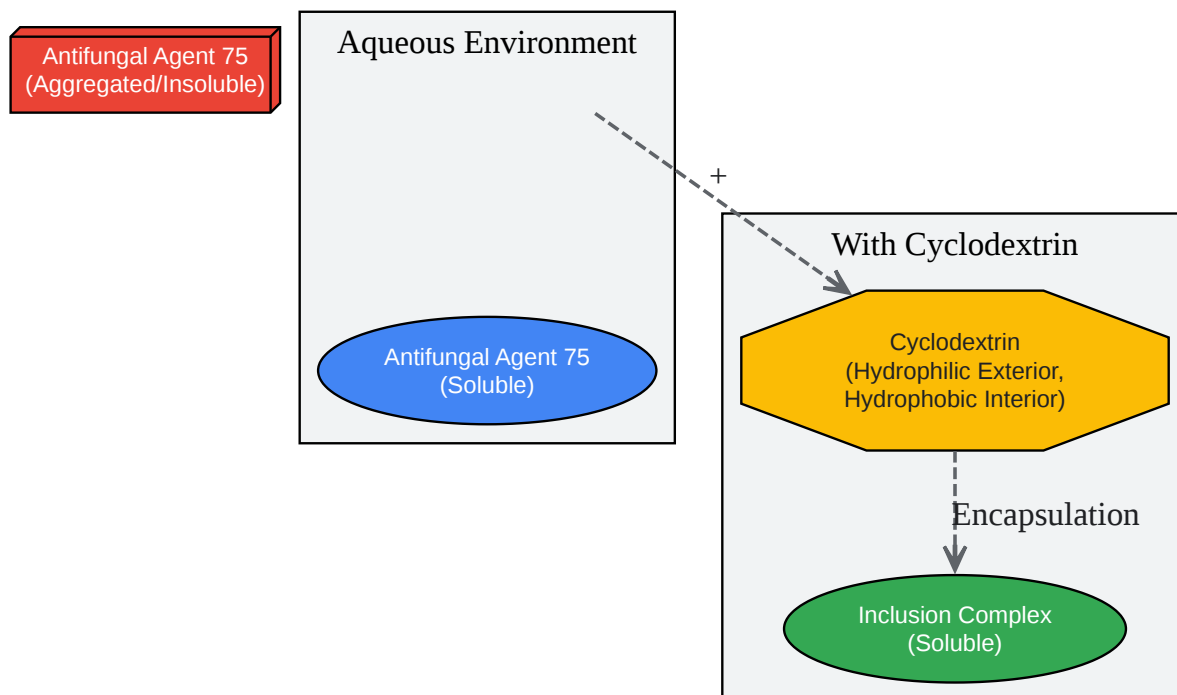 Antifungal Agent 75
(Aggregated/Insoluble)
Aqueous Environment
+
Antifungal Agent 75
(Soluble)
With Cyclodextrin
Cyclodextrin
(Hydrophilic Exterior,
Hydrophobic Interior)
Encapsulation
Inclusion Complex
(Soluble)